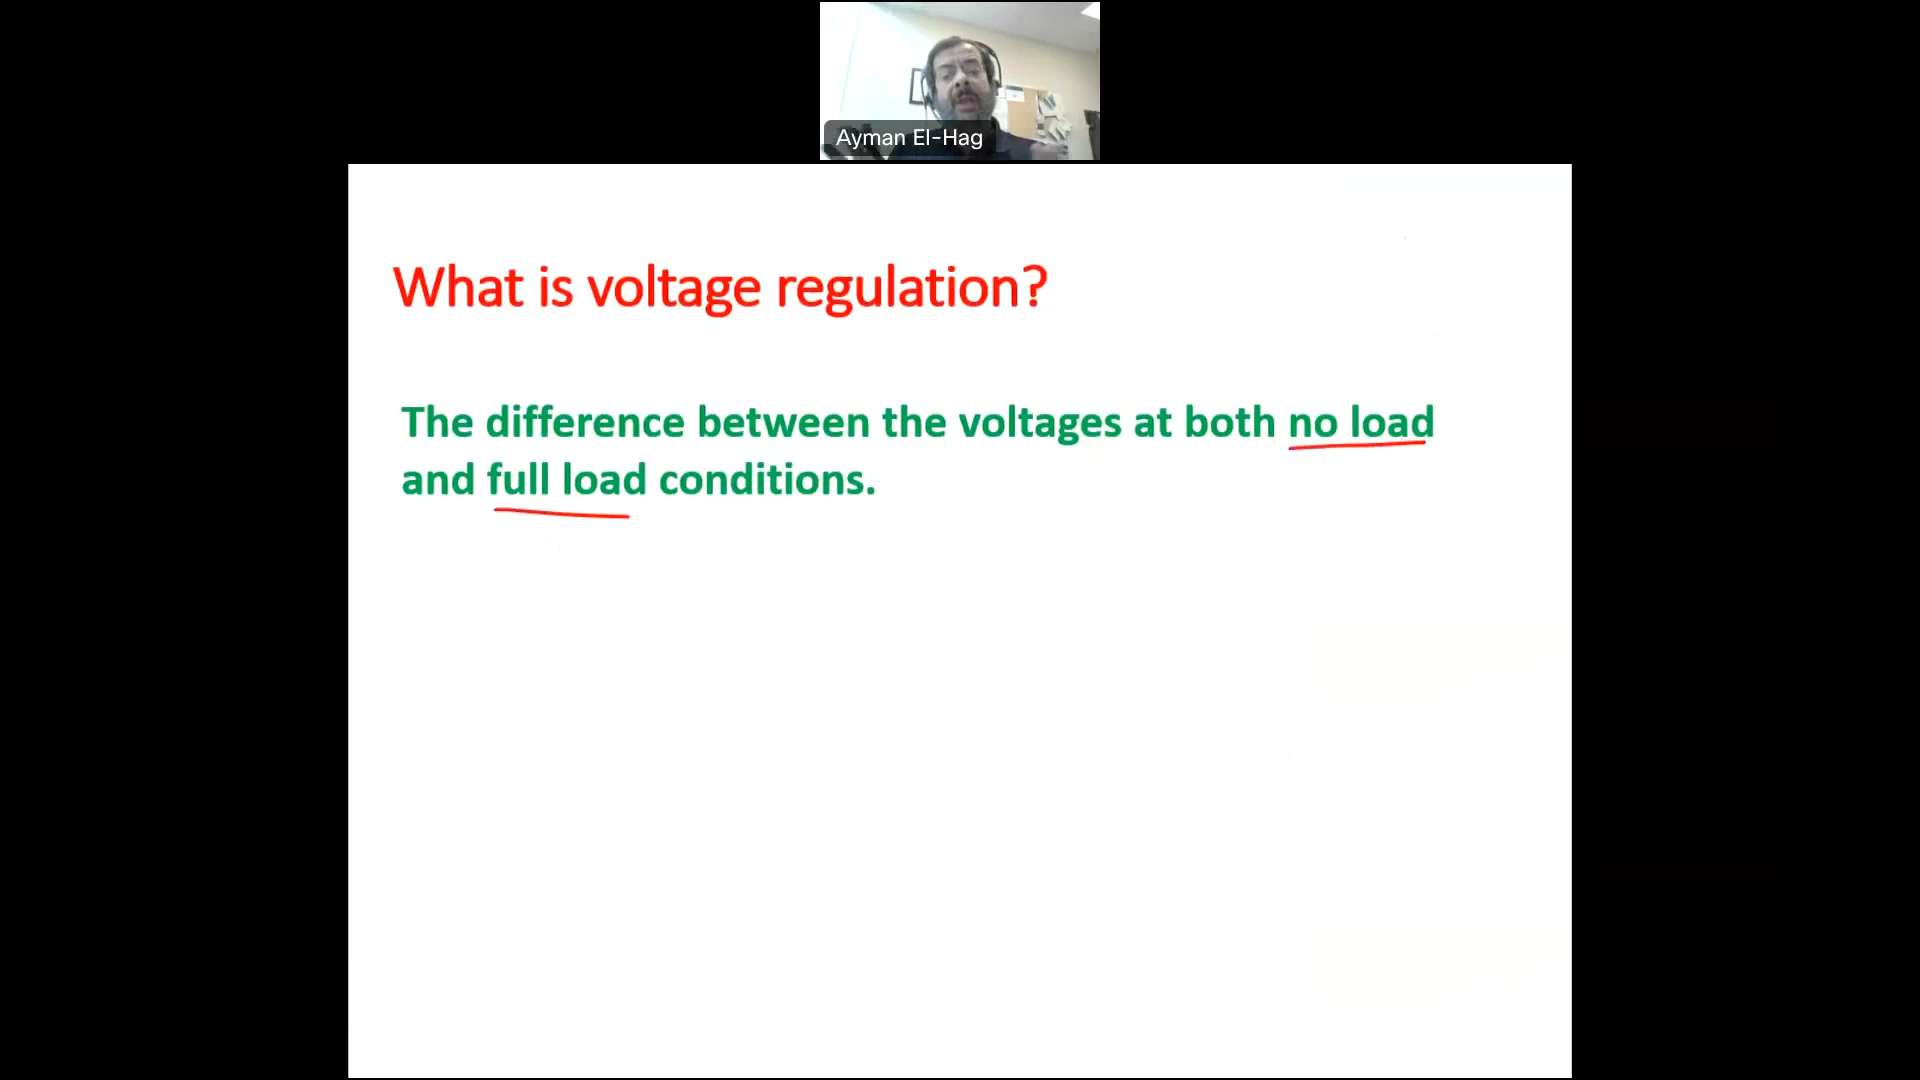 Ayman El-Hag
What is voltage regulation?
The difference between the voltages at both no load
and full load conditions.